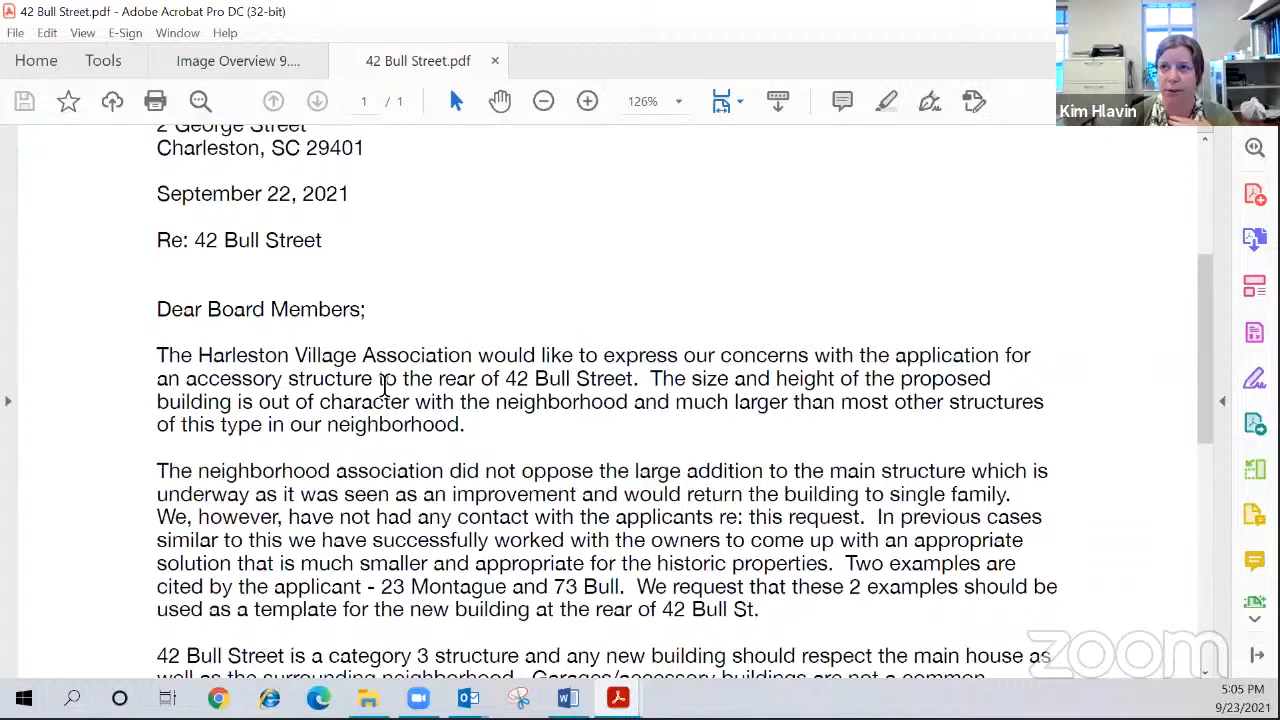 42 Bull Street.pdf - Adobe Acrobat Pro DC (32-bit)
File Edit View E-Sign Window Help
Home Tools Image Overview 9.... 42 Bull Street.pdf ×
1 / 1 126%
Kim Hlavin
2 George Street
Charleston, SC 29401
September 22, 2021
Re: 42 Bull Street
Dear Board Members;
The Harleston Village Association would like to express our concerns with the application for
an accessory structure to the rear of 42 Bull Street. The size and height of the proposed
building is out of character with the neighborhood and much larger than most other structures
of this type in our neighborhood.
The neighborhood association did not oppose the large addition to the main structure which is
underway as it was seen as an improvement and would return the building to single family.
We, however, have not had any contact with the applicants re: this request. In previous cases
similar to this we have successfully worked with the owners to come up with an appropriate
solution that is much smaller and appropriate for the historic properties. Two examples are
cited by the applicant - 23 Montague and 73 Bull. We request that these 2 examples should be
used as a template for the new building at the rear of 42 Bull St.
42 Bull Street is a category 3 structure and any new building should respect the main house as
well as the surrounding neighborhood. Garages/accessory buildings are not a common
zoom
5:05 PM
9/23/2021